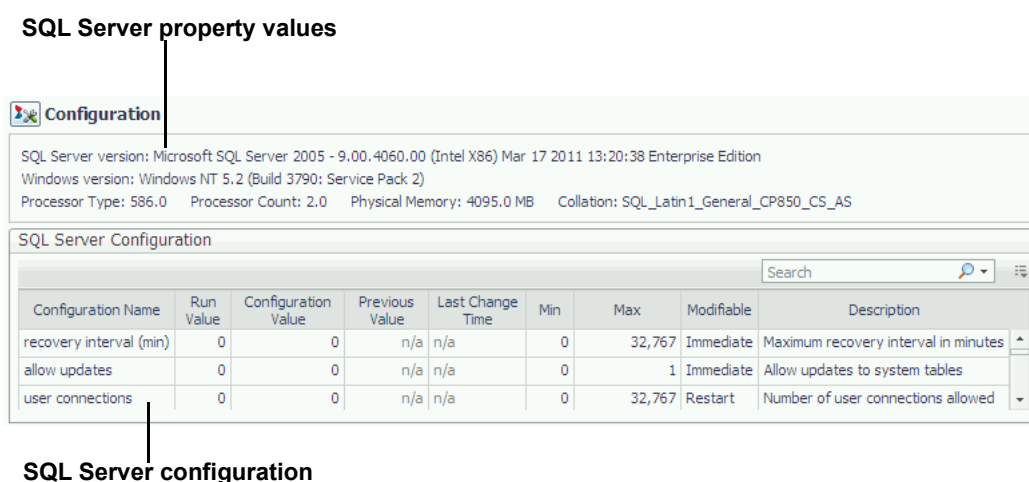 SQL Server property values
Configuration
SQL Server version: Microsoft SQL Server 2005 - 9.00.4060.00 (Intel X86) Mar 17 2011 13:20:38 Enterprise Edition
Windows version: Windows NT 5.2 (Build 3790: Service Pack 2)
Processor Type: 586.0 Processor Count: 2.0 Physical Memory: 4095.0 MB Collation: SQL_Latin1_General_CP850_CS_AS
SQL Server Configuration
Search
Configuration Name Run Value Configuration Value Previous Value Last Change Time Min Max Modifiable Description
recovery interval (min) 0 0 n/a n/a 0 32,767 Immediate Maximum recovery interval in minutes
allow updates 0 0 n/a n/a 0 1 Immediate Allow updates to system tables
user connections 0 0 n/a n/a 0 32,767 Restart Number of user connections allowed
SQL Server configuration